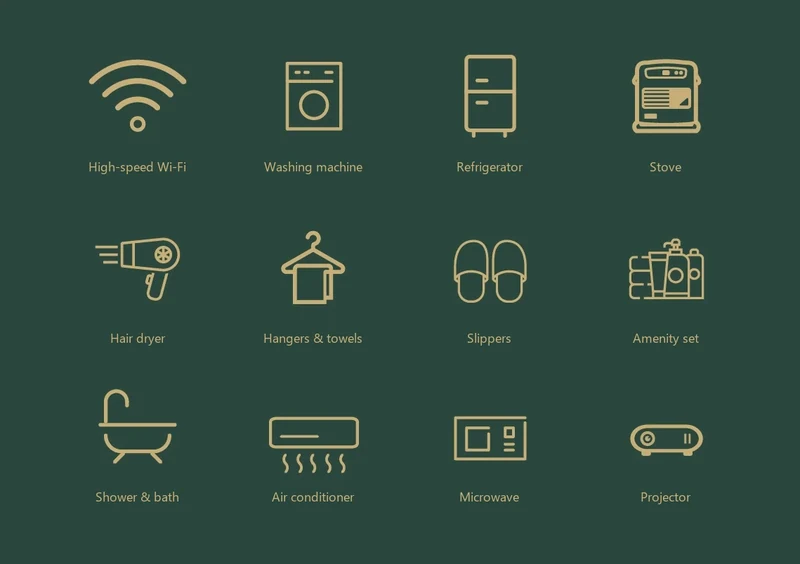 High-speed Wi-Fi
Washing machine
Refrigerator
Stove
Hair dryer
Hangers & towels
Slippers
Amenity set
Shower & bath
Air conditioner
Microwave
Projector